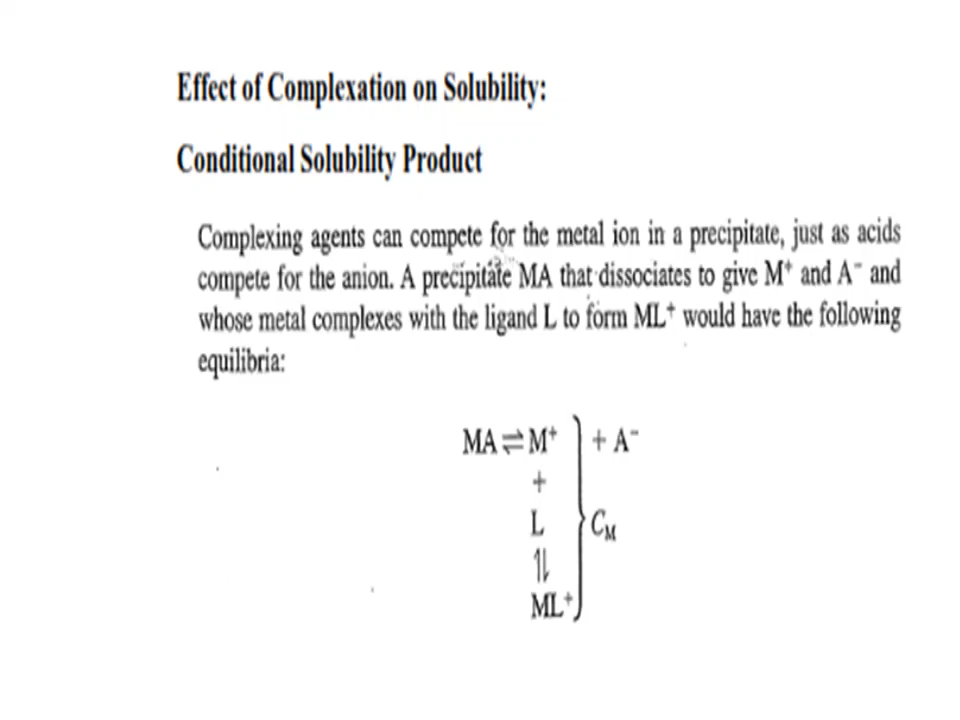 Effect of Complexation on Solubility:
Conditional Solubility Product
Complexing agents can compete for the metal ion in a precipitate, just as acids
compete for the anion. A precipitate MA that dissociates to give M⁺ and A⁻ and
whose metal complexes with the ligand L to form ML⁺ would have the following
equilibria:
MA ⇌ M⁺ } + A⁻
+
L } C_M
⥮
ML⁺